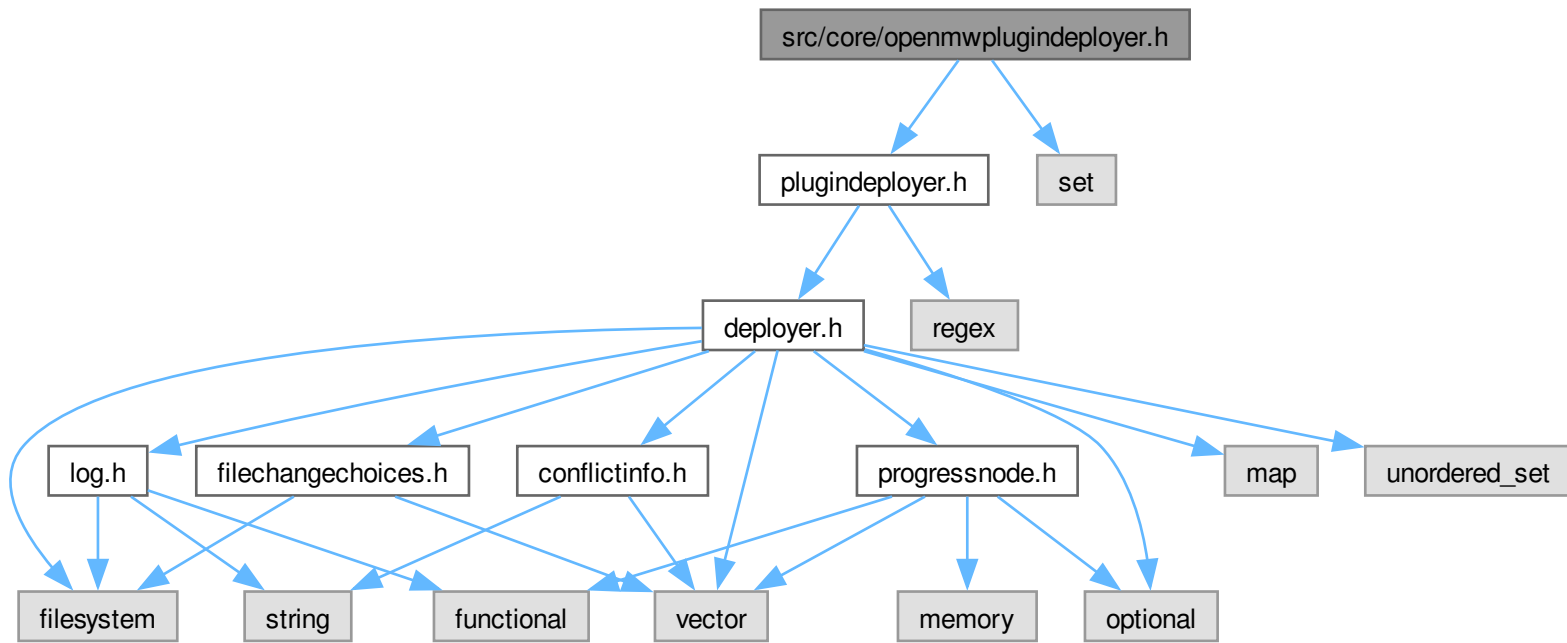 src/core/openmwplugindeployer.h
plugindeployer.h
set
deployer.h
regex
log.h
filechangechoices.h
conflictinfo.h
progressnode.h
map
unordered_set
filesystem
string
functional
vector
memory
optional